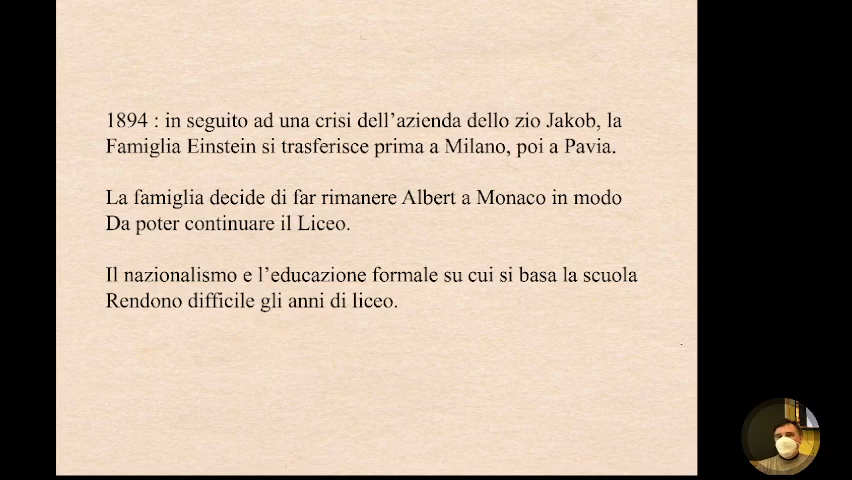 1894 : in seguito ad una crisi dell’azienda dello zio Jakob, la
Famiglia Einstein si trasferisce prima a Milano, poi a Pavia.
La famiglia decide di far rimanere Albert a Monaco in modo
Da poter continuare il Liceo.
Il nazionalismo e l’educazione formale su cui si basa la scuola
Rendono difficile gli anni di liceo.